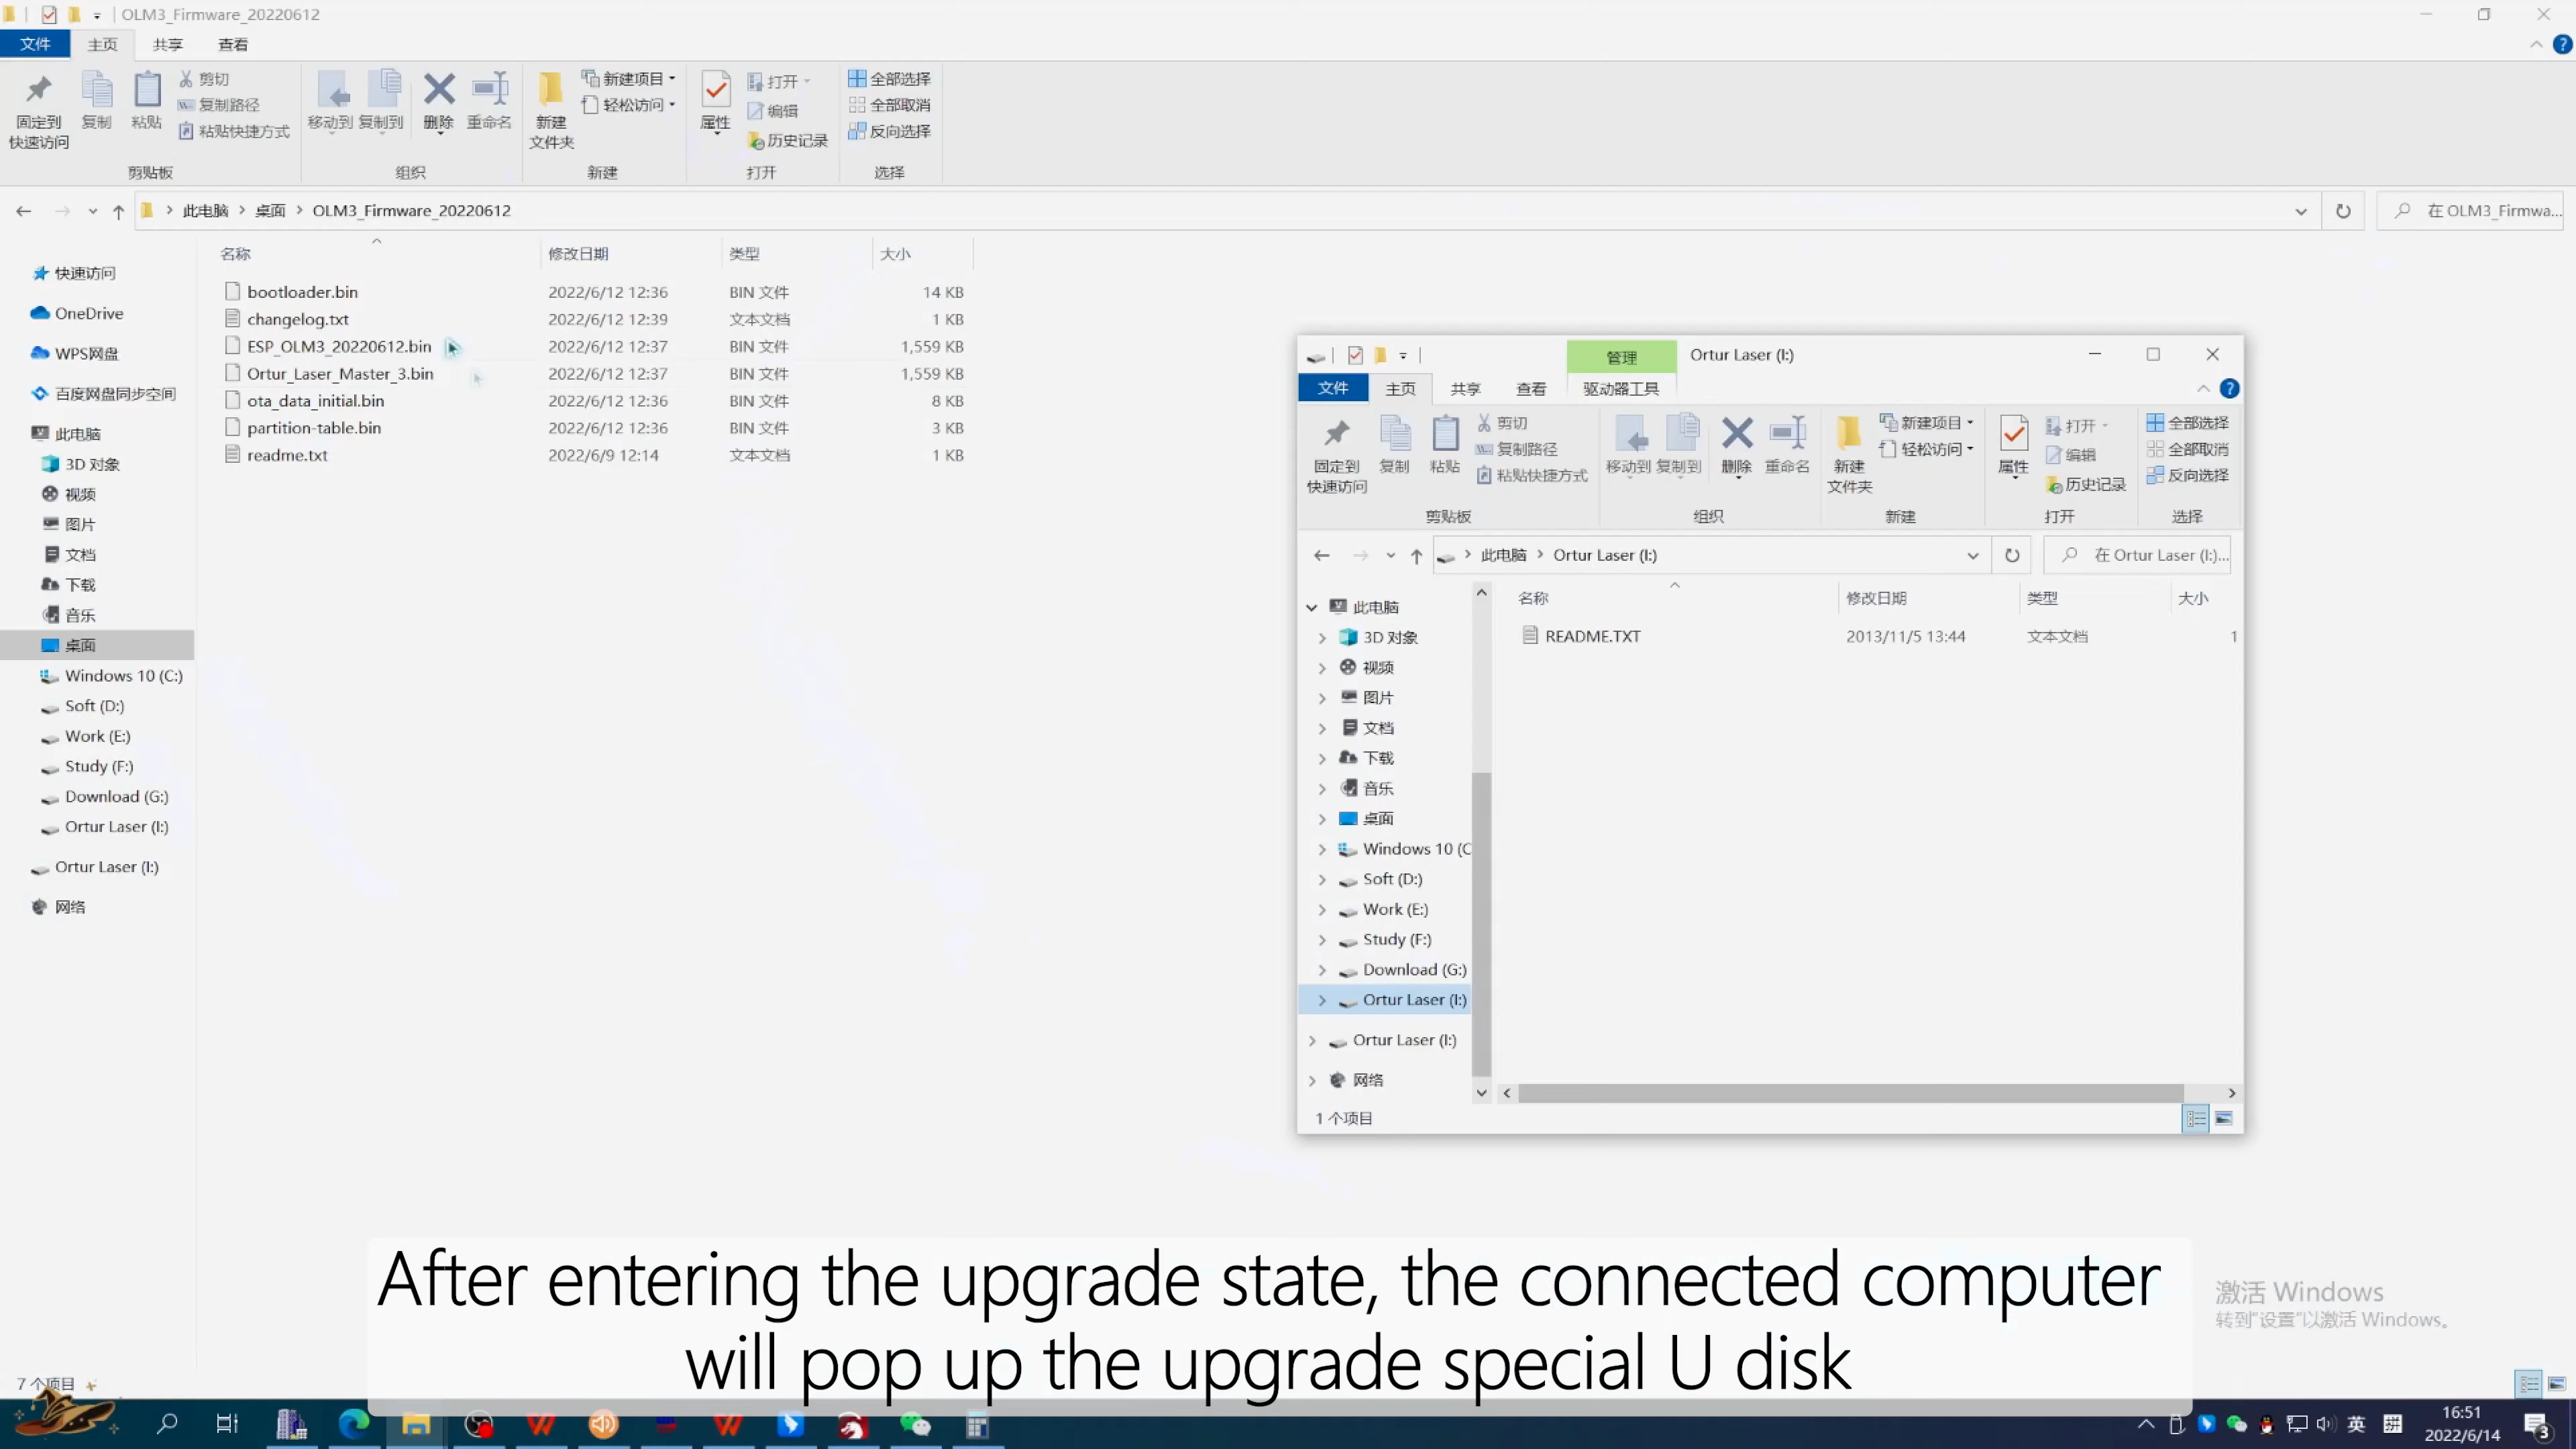 OLM3_Firmware_20220612
文件 主页 共享 查看
固定到 快速访问
复制
粘贴
剪切
复制路径
粘贴快捷方式
移动到 复制到
删除 重命名
新建 文件夹
新建项目
轻松访问
属性
打开
编辑
历史记录
全部选择
全部取消
反向选择
剪贴板 组织 新建 打开 选择
此电脑 桌面 OLM3_Firmware_20220612
在 OLM3_Firmwa...
名称 修改日期 类型 大小
bootloader.bin 2022/6/12 12:36 BIN 文件 14 KB
changelog.txt 2022/6/12 12:39 文本文档 1 KB
ESP_OLM3_20220612.bin 2022/6/12 12:37 BIN 文件 1,559 KB
Ortur_Laser_Master_3.bin 2022/6/12 12:37 BIN 文件 1,559 KB
ota_data_initial.bin 2022/6/12 12:36 BIN 文件 8 KB
partition-table.bin 2022/6/12 12:36 BIN 文件 3 KB
readme.txt 2022/6/9 12:14 文本文档 1 KB
快速访问
OneDrive
WPS网盘
百度网盘同步空间
此电脑
3D 对象
视频
图片
文档
下载
音乐
桌面
Windows 10 (C:)
Soft (D:)
Work (E:)
Study (F:)
Download (G:)
Ortur Laser (I:)
Ortur Laser (I:)
网络
7 个项目
管理 Ortur Laser (I:)
文件 主页 共享 查看 驱动器工具
固定到 快速访问
复制
粘贴
剪切
复制路径
粘贴快捷方式
移动到 复制到
删除 重命名
新建 文件夹
新建项目
轻松访问
属性
打开
编辑
历史记录
全部选择
全部取消
反向选择
剪贴板 组织 新建 打开 选择
此电脑 Ortur Laser (I:)
在 Ortur Laser (I:)...
名称 修改日期 类型 大小
README.TXT 2013/11/5 13:44 文本文档 1
此电脑
3D 对象
视频
图片
文档
下载
音乐
桌面
Windows 10 (C
Soft (D:)
Work (E:)
Study (F:)
Download (G:)
Ortur Laser (I:)
Ortur Laser (I:)
网络
1 个项目
After entering the upgrade state, the connected computer
will pop up the upgrade special U disk
激活 Windows
转到"设置"以激活 Windows。
英 拼
16:51
2022/6/14
3